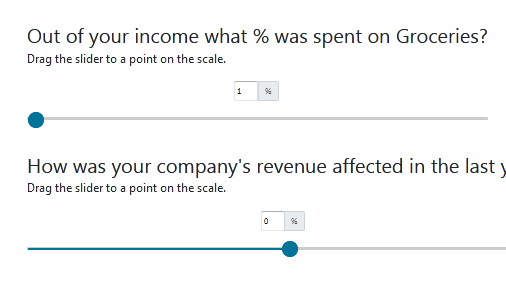 Out of your income what % was spent on Groceries?
Drag the slider to a point on the scale.
1 %
How was your company's revenue affected in the last
Drag the slider to a point on the scale.
0 %